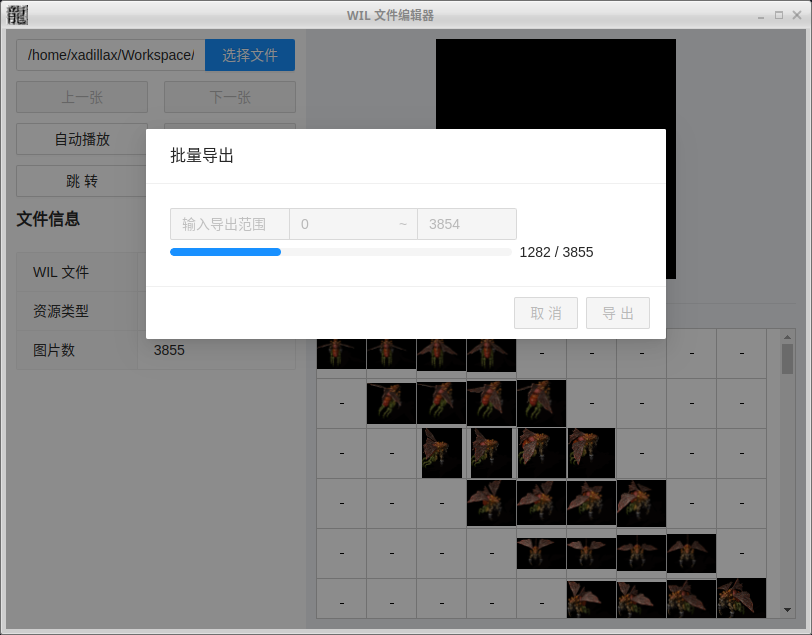 龍 WIL 文件编辑器
/home/xadillax/Workspace/ 选择文件
上一张 下一张
自动播放
跳 转
批量导出
输入导出范围 0 ~ 3854
1282 / 3855
取 消 导 出
文件信息
WIL 文件
资源类型
图片数 3855
- - - - -
- - - - -
- - - - -
- - - - -
- - - - -
- - - - -